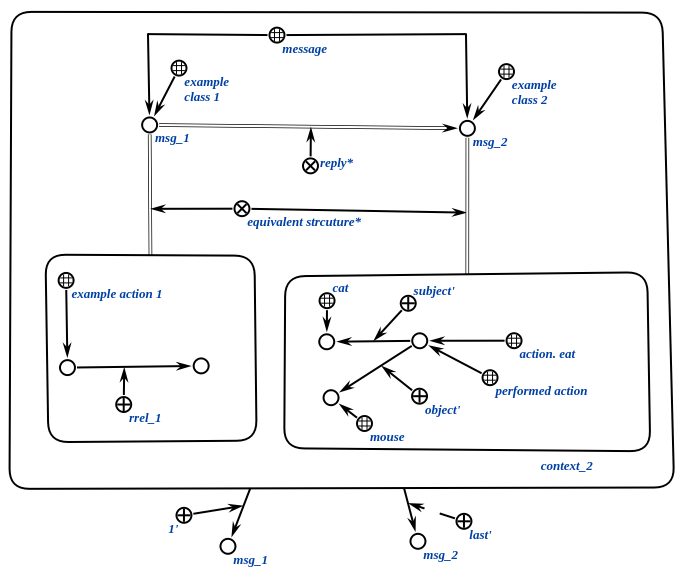 message
example
class 1
example
class 2
msg_1
msg_2
reply*
equivalent strcuture*
example action 1
cat
subject'
action. eat
performed action
rrel_1
object'
mouse
context_2
1'
last'
msg_1
msg_2